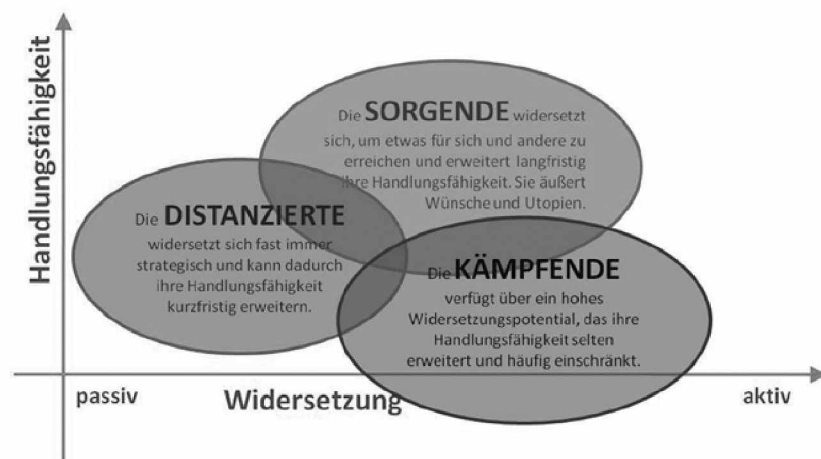 Handlungsfähigkeit
Die SORGENDE widersetzt
sich, um etwas für sich und andere zu
erreichen und erweitert langfristig
ihre Handlungsfähigkeit. Sie äußert
Wünsche und Utopien.
Die DISTANZIERTE
widersetzt sich fast immer
strategisch und kann dadurch
ihre Handlungsfähigkeit
kurzfristig erweitern.
Die KÄMPFENDE
verfügt über ein hohes
Widersetzungspotential, das ihre
Handlungsfähigkeit selten
erweitert und häufig einschränkt.
passiv Widersetzung aktiv